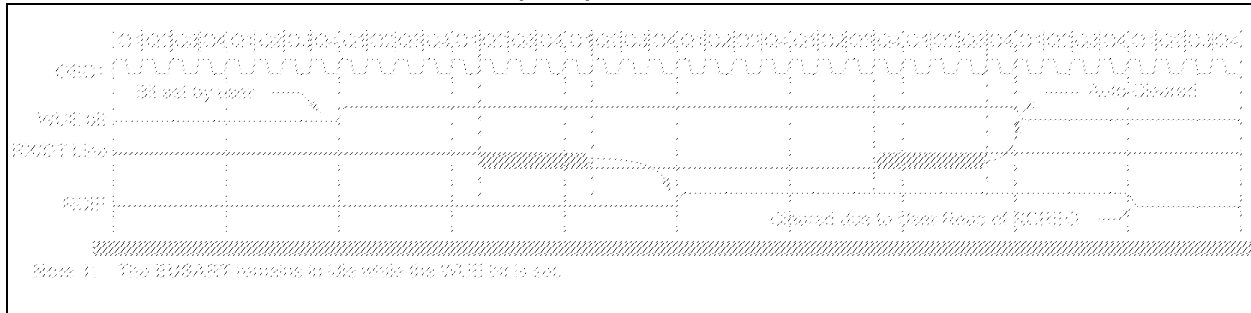 OSC1
Bit set by user
Auto-Cleared
WUE bit
RX/DT Line
RCIF
Cleared due to User Read of RCREG
Note 1: The EUSART remains in Idle while the WUE bit is set.